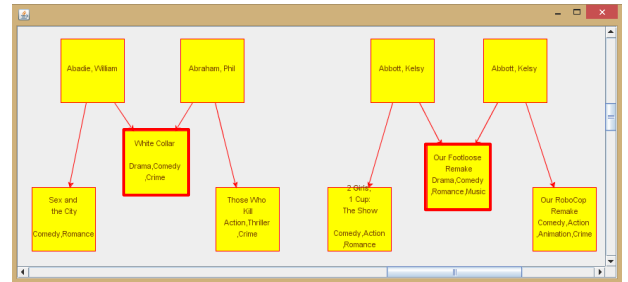 Abadie, William
Abraham, Phil
Abbott, Kelsy
Abbott, Kelsy
White Collar
Drama,Comedy
,Crime
Our Footloose
Remake
Drama,Comedy
,Romance,Music
Sex and
the City
Comedy,Romance
Those Who
Kill
Action,Thriller
,Crime
2 Girls,
1 Cup:
The Show
Comedy,Action
,Romance
Our RoboCop
Remake
Comedy,Action
,Animation,Crime